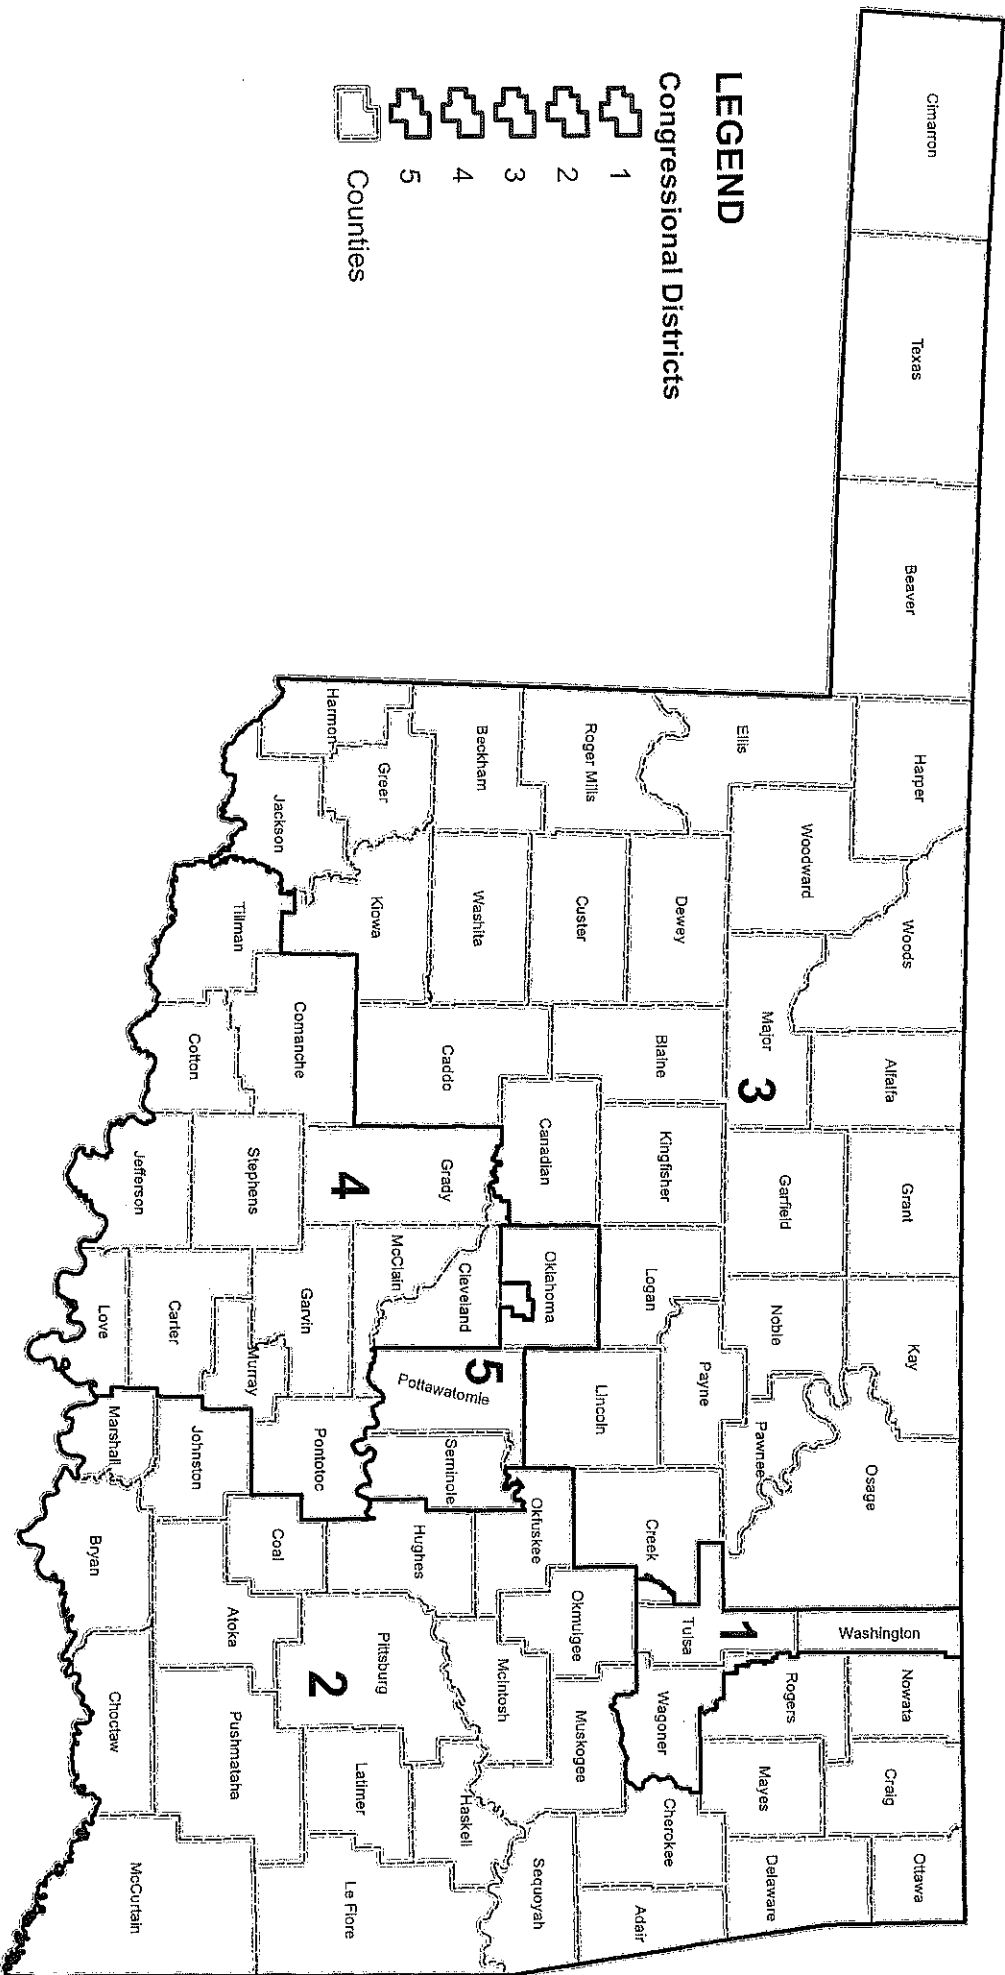 LEGEND
Congressional Districts
1
2
3
4
5
Counties
Cimarron
Texas
Beaver
Harper
Woods
Alfalfa
Grant
Kay
Osage
Washington
Nowata
Craig
Ottawa
Ellis
Woodward
Major
3
Garfield
Noble
Pawnee
1
Rogers
Mayes
Delaware
Roger Mills
Dewey
Blaine
Kingfisher
Logan
Payne
Creek
Tulsa
Wagoner
Cherokee
Adair
Beckham
Custer
Washita
Caddo
Canadian
Oklahoma
Lincoln
Okfuskee
Okmulgee
Muskogee
McIntosh
Sequoyah
Harmon
Greer
Kiowa
Grady
McClain
Cleveland
5
Pottawatomie
Seminole
Hughes
Pittsburg
Haskell
Jackson
Tillman
Comanche
4
Stephens
Garvin
Murray
Pontotoc
Coal
2
Latimer
Le Flore
Cotton
Jefferson
Carter
Love
Johnston
Marshall
Atoka
Bryan
Pushmataha
Choctaw
McCurtain